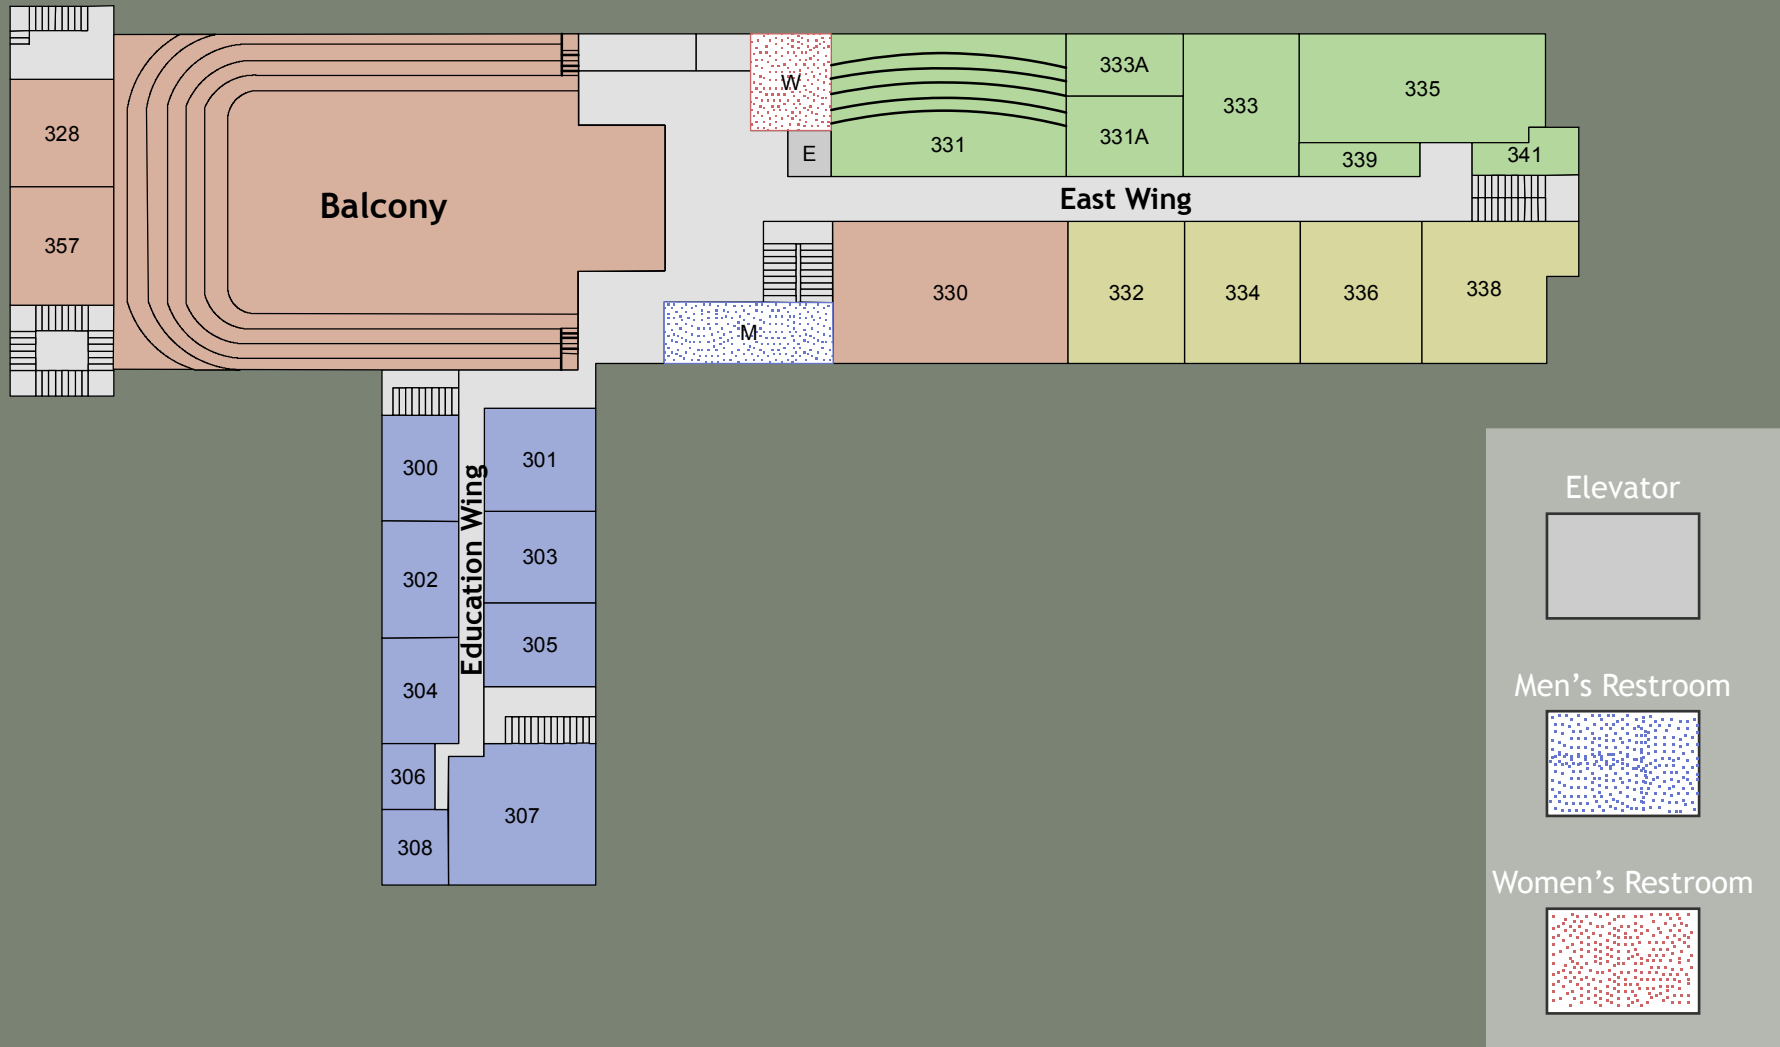 328
357
Balcony
W
E
331
333A
331A
333
335
339
341
East Wing
M
330
332
334
336
338
Education Wing
300
301
302
303
304
305
306
307
308
Elevator
Men's Restroom
Women's Restroom